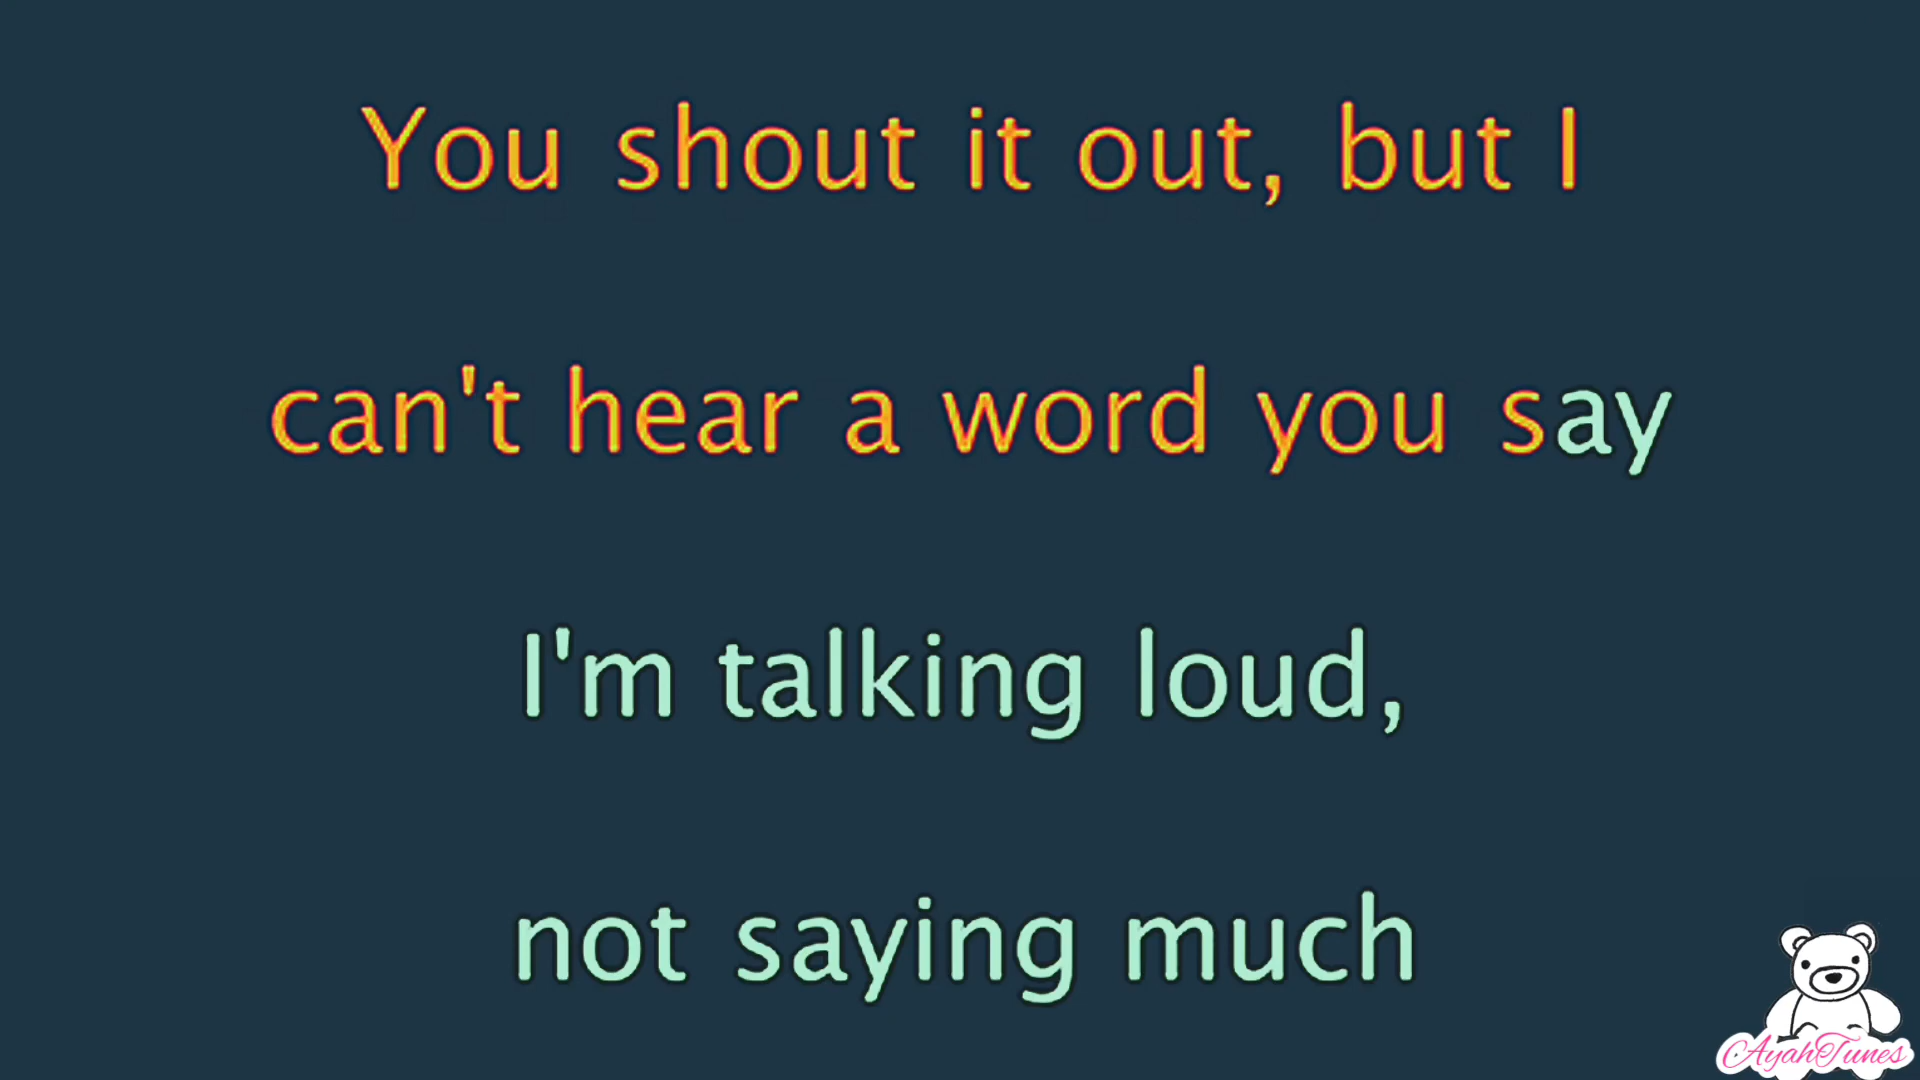 You shout it out, but I
can't hear a word you say
I'm talking loud,
not saying much
AyahTunes